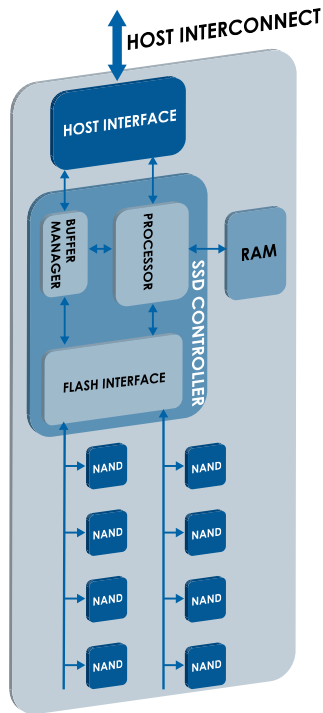 HOST INTERCONNECT
HOST INTERFACE
BUFFER
MANAGER
PROCESSOR
RAM
SSD CONTROLLER
FLASH INTERFACE
NAND
NAND
NAND
NAND
NAND
NAND
NAND
NAND